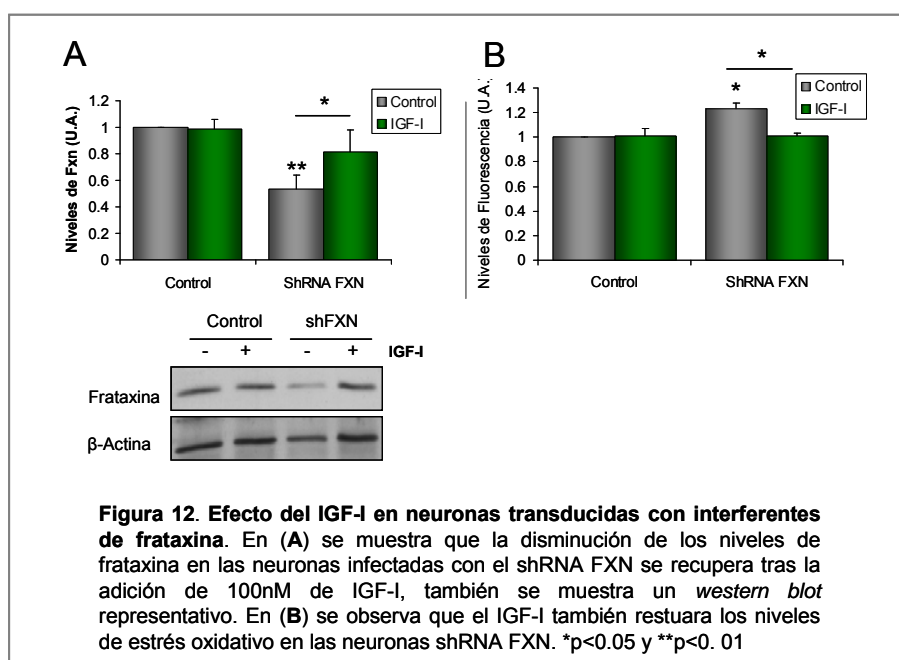 A
Niveles de Fxn (U.A.)
1.2
1
0.8
0.6
0.4
0.2
0
**
*
Control
IGF-I
Control
ShRNA FXN
B
Niveles de Fluorescencia (U.A.)
1.4
1.2
1
0.8
0.6
0.4
0.2
0
*
*
Control
IGF-I
Control
ShRNA FXN
Control shFXN
- + - + IGF-I
Frataxina
β-Actina
Figura 12. Efecto del IGF-I en neuronas transducidas con interferentes
de frataxina. En (A) se muestra que la disminución de los niveles de
frataxina en las neuronas infectadas con el shRNA FXN se recupera tras la
adición de 100nM de IGF-I, también se muestra un western blot
representativo. En (B) se observa que el IGF-I también restuara los niveles
de estrés oxidativo en las neuronas shRNA FXN. *p<0.05 y **p<0. 01